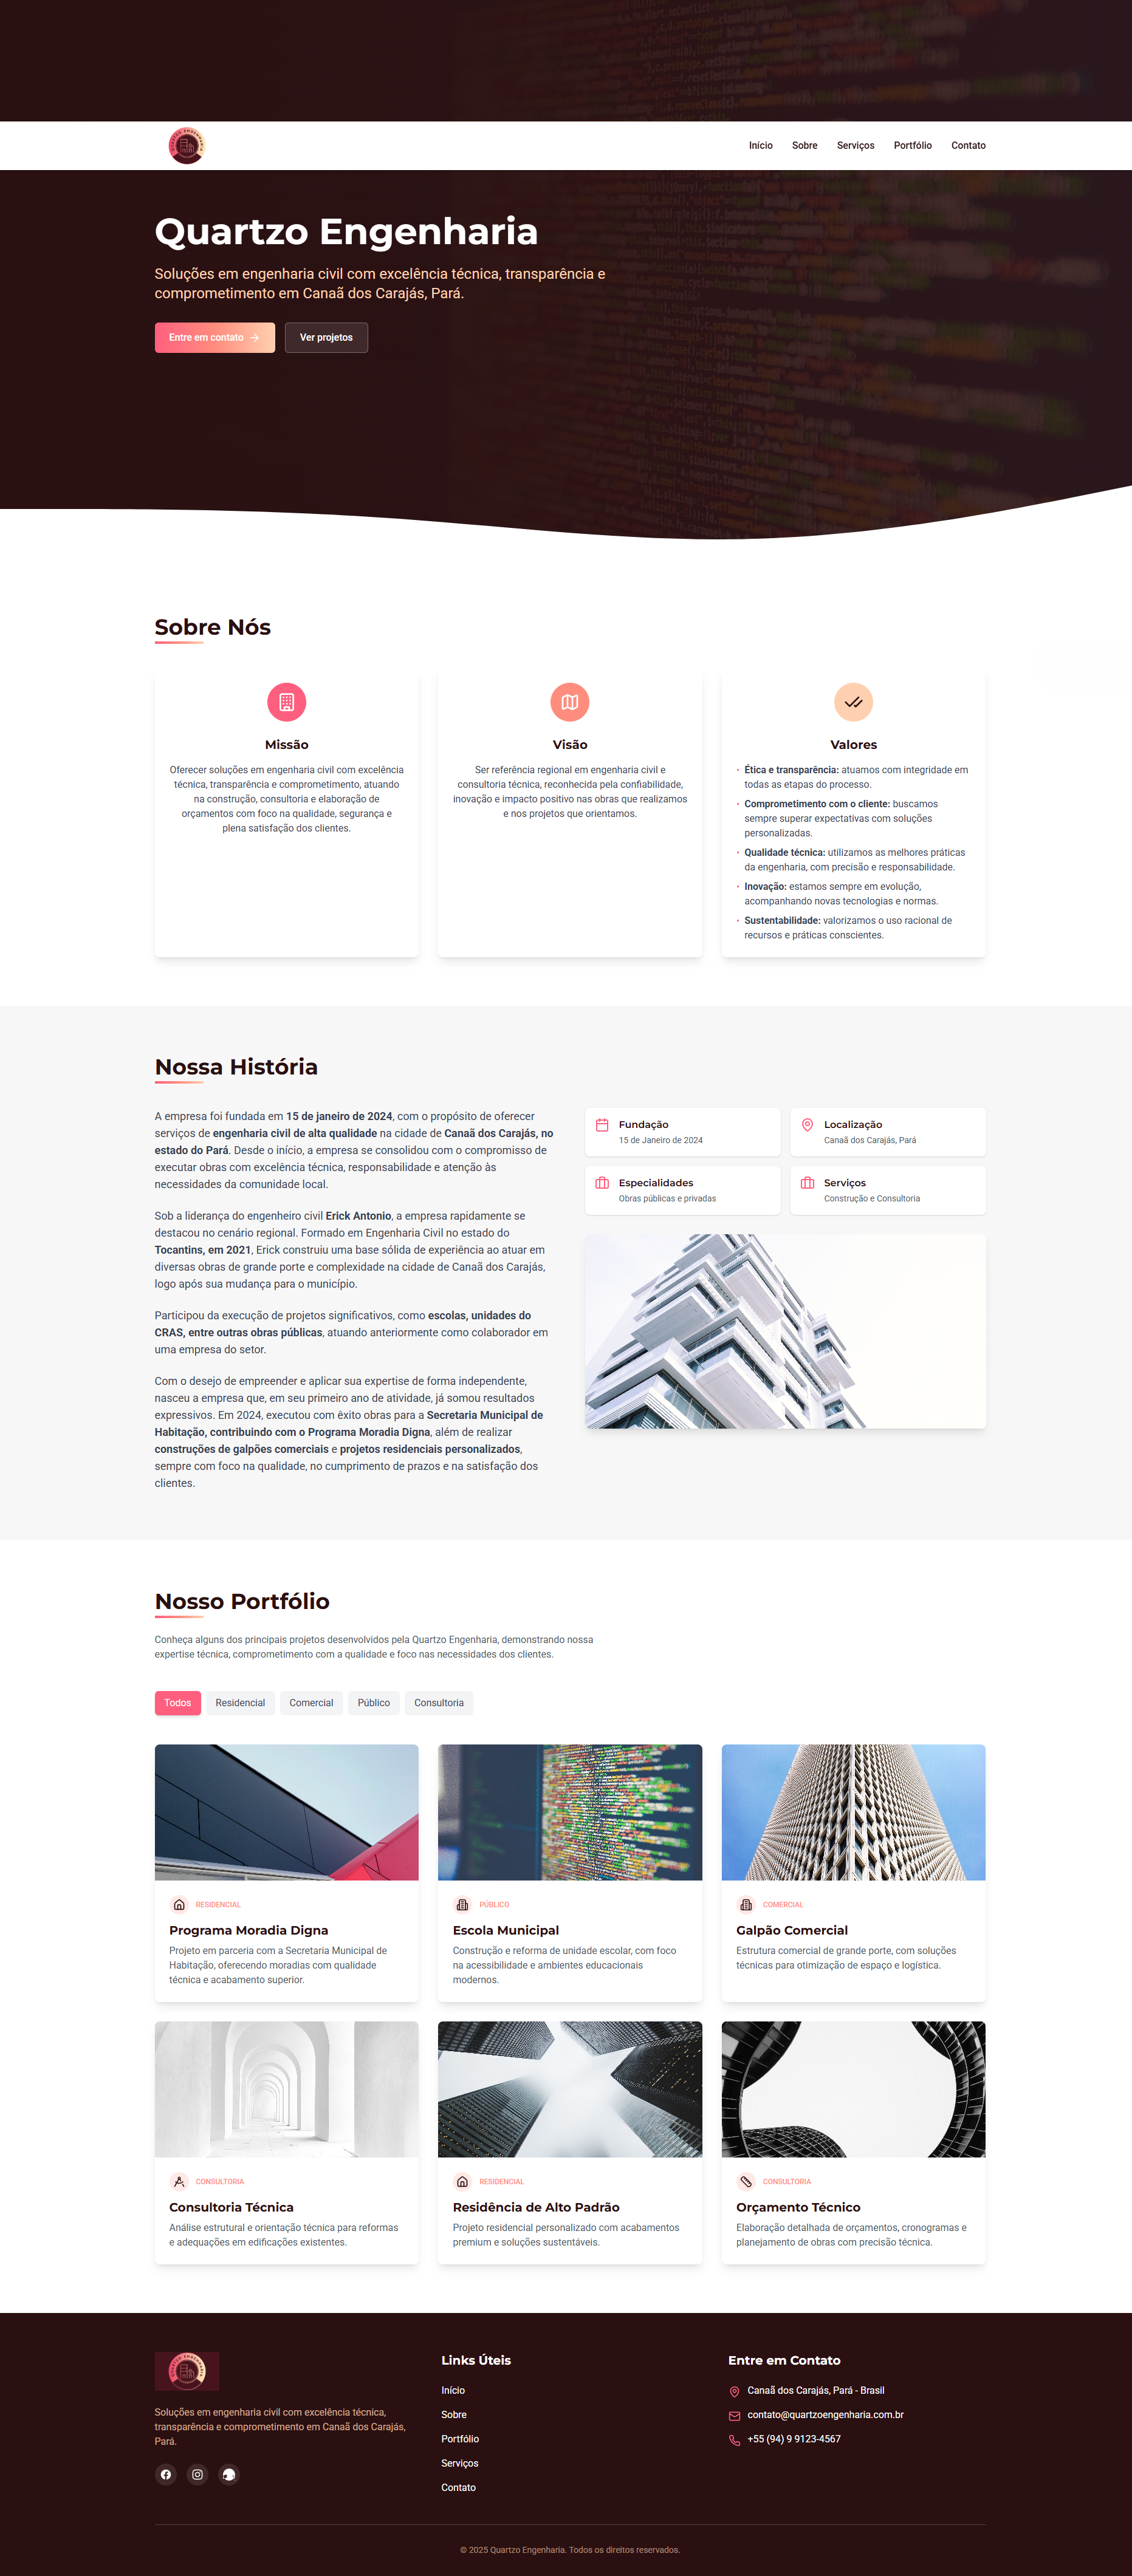 QUARTZO ENGENHARIA
Início
Sobre
Serviços
Portfólio
Contato
Quartzo Engenharia
Soluções em engenharia civil com excelência técnica, transparência e
comprometimento em Canaã dos Carajás, Pará.
Entre em contato
Ver projetos
Sobre Nós
Missão
Oferecer soluções em engenharia civil com excelência
técnica, transparência e comprometimento, atuando
na construção, consultoria e elaboração de
orçamentos com foco na qualidade, segurança e
plena satisfação dos clientes.
Visão
Ser referência regional em engenharia civil e
consultoria técnica, reconhecida pela confiabilidade,
inovação e impacto positivo nas obras que realizamos
e nos projetos que orientamos.
Valores
• Ética e transparência: atuamos com integridade em
todas as etapas do processo.
• Comprometimento com o cliente: buscamos
sempre superar expectativas com soluções
personalizadas.
• Qualidade técnica: utilizamos as melhores práticas
da engenharia, com precisão e responsabilidade.
• Inovação: estamos sempre em evolução,
acompanhando novas tecnologias e normas.
• Sustentabilidade: valorizamos o uso racional de
recursos e práticas conscientes.
Nossa História
A empresa foi fundada em 15 de janeiro de 2024, com o propósito de oferecer
serviços de engenharia civil de alta qualidade na cidade de Canaã dos Carajás, no
estado do Pará. Desde o início, a empresa se consolidou com o compromisso de
executar obras com excelência técnica, responsabilidade e atenção às
necessidades da comunidade local.
Sob a liderança do engenheiro civil Erick Antonio, a empresa rapidamente se
destacou no cenário regional. Formado em Engenharia Civil no estado do
Tocantins, em 2021, Erick construiu uma base sólida de experiência ao atuar em
diversas obras de grande porte e complexidade na cidade de Canaã dos Carajás,
logo após sua mudança para o município.
Participou da execução de projetos significativos, como escolas, unidades do
CRAS, entre outras obras públicas, atuando anteriormente como colaborador em
uma empresa do setor.
Com o desejo de empreender e aplicar sua expertise de forma independente,
nasceu a empresa que, em seu primeiro ano de atividade, já somou resultados
expressivos. Em 2024, executou com êxito obras para a Secretaria Municipal de
Habitação, contribuindo com o Programa Moradia Digna, além de realizar
construções de galpões comerciais e projetos residenciais personalizados,
sempre com foco na qualidade, no cumprimento de prazos e na satisfação dos
clientes.
Fundação
15 de Janeiro de 2024
Localização
Canaã dos Carajás, Pará
Especialidades
Obras públicas e privadas
Serviços
Construção e Consultoria
Nosso Portfólio
Conheça alguns dos principais projetos desenvolvidos pela Quartzo Engenharia, demonstrando nossa
expertise técnica, comprometimento com a qualidade e foco nas necessidades dos clientes.
Todos
Residencial
Comercial
Público
Consultoria
RESIDENCIAL
Programa Moradia Digna
Projeto em parceria com a Secretaria Municipal de
Habitação, oferecendo moradias com qualidade
técnica e acabamento superior.
PÚBLICO
Escola Municipal
Construção e reforma de unidade escolar, com foco
na acessibilidade e ambientes educacionais
modernos.
COMERCIAL
Galpão Comercial
Estrutura comercial de grande porte, com soluções
técnicas para otimização de espaço e logística.
CONSULTORIA
Consultoria Técnica
Análise estrutural e orientação técnica para reformas
e adequações em edificações existentes.
RESIDENCIAL
Residência de Alto Padrão
Projeto residencial personalizado com acabamentos
premium e soluções sustentáveis.
CONSULTORIA
Orçamento Técnico
Elaboração detalhada de orçamentos, cronogramas e
planejamento de obras com precisão técnica.
QUARTZO ENGENHARIA
Soluções em engenharia civil com excelência técnica,
transparência e comprometimento em Canaã dos Carajás,
Pará.
Links Úteis
Início
Sobre
Portfólio
Serviços
Contato
Entre em Contato
Canaã dos Carajás, Pará - Brasil
contato@quartzoengenharia.com.br
+55 (94) 9 9123-4567
© 2025 Quartzo Engenharia. Todos os direitos reservados.